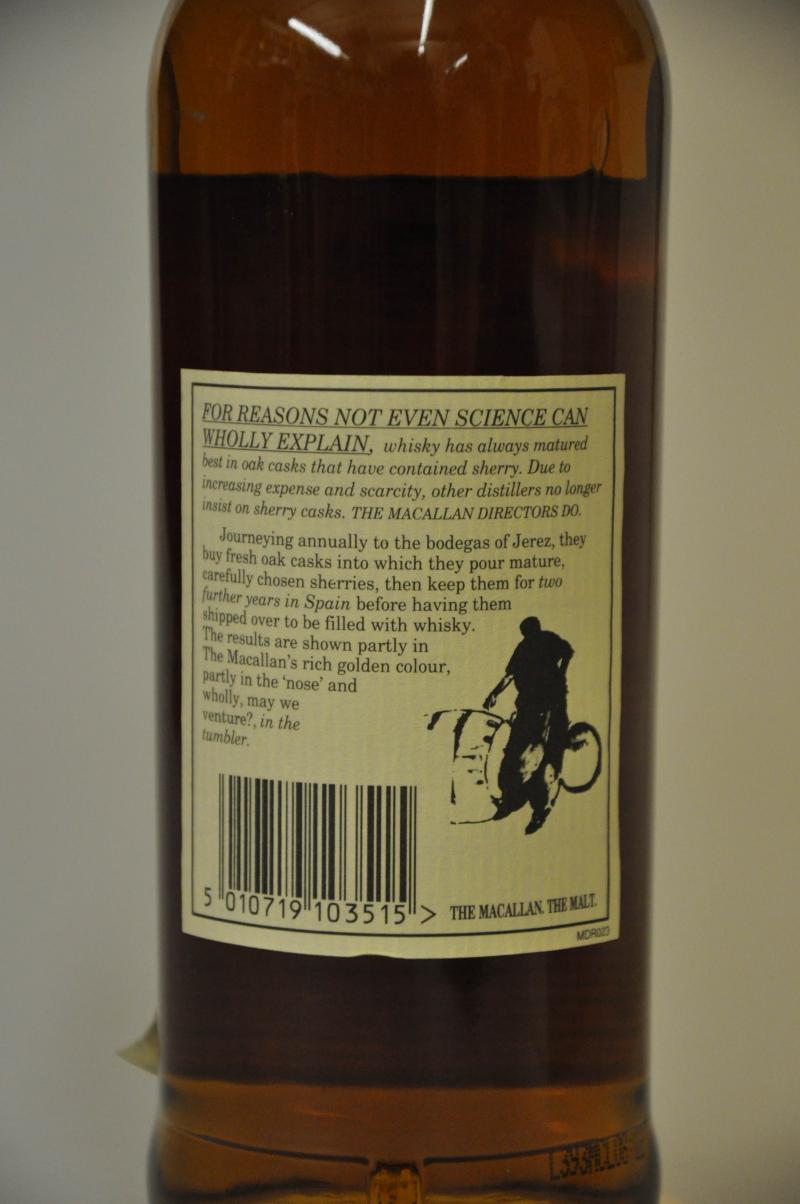 FOR REASONS NOT EVEN SCIENCE CAN
WHOLLY EXPLAIN, whisky has always matured
best in oak casks that have contained sherry. Due to
increasing expense and scarcity, other distillers no longer
insist on sherry casks. THE MACALLAN DIRECTORS DO.
Journeying annually to the bodegas of Jerez, they
buy fresh oak casks into which they pour mature,
carefully chosen sherries, then keep them for two
further years in Spain before having them
shipped over to be filled with whisky.
The results are shown partly in
The Macallan's rich golden colour,
partly in the 'nose' and
wholly, may we
venture?, in the
tumbler.
5 010719 103515 >
THE MACALLAN. THE MALT.
MDR023